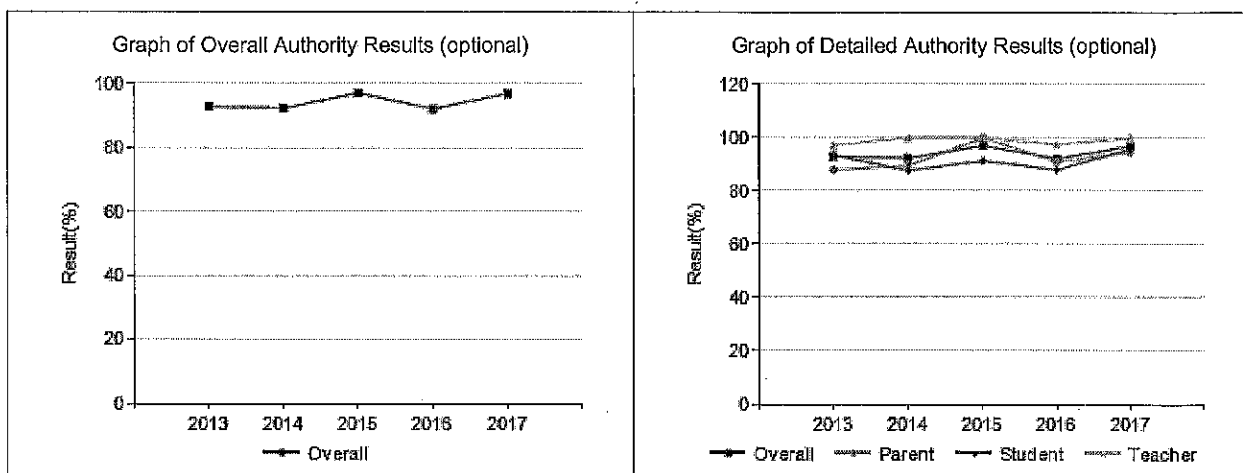 Graph of Overall Authority Results (optional)
100
80
60
40
20
0
Result(%)
2013 2014 2015 2016 2017
Overall
Graph of Detailed Authority Results (optional)
120
100
80
60
40
20
0
Result(%)
2013 2014 2015 2016 2017
Overall Parent Student Teacher